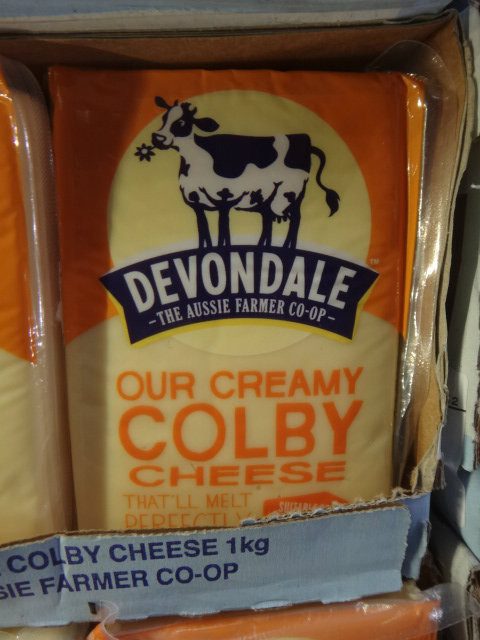 DEVONDALE
- THE AUSSIE FARMER CO-OP -
OUR CREAMY
COLBY
CHEESE
THAT'LL MELT
PERFECTLY
COLBY CHEESE 1kg
SIE FARMER CO-OP